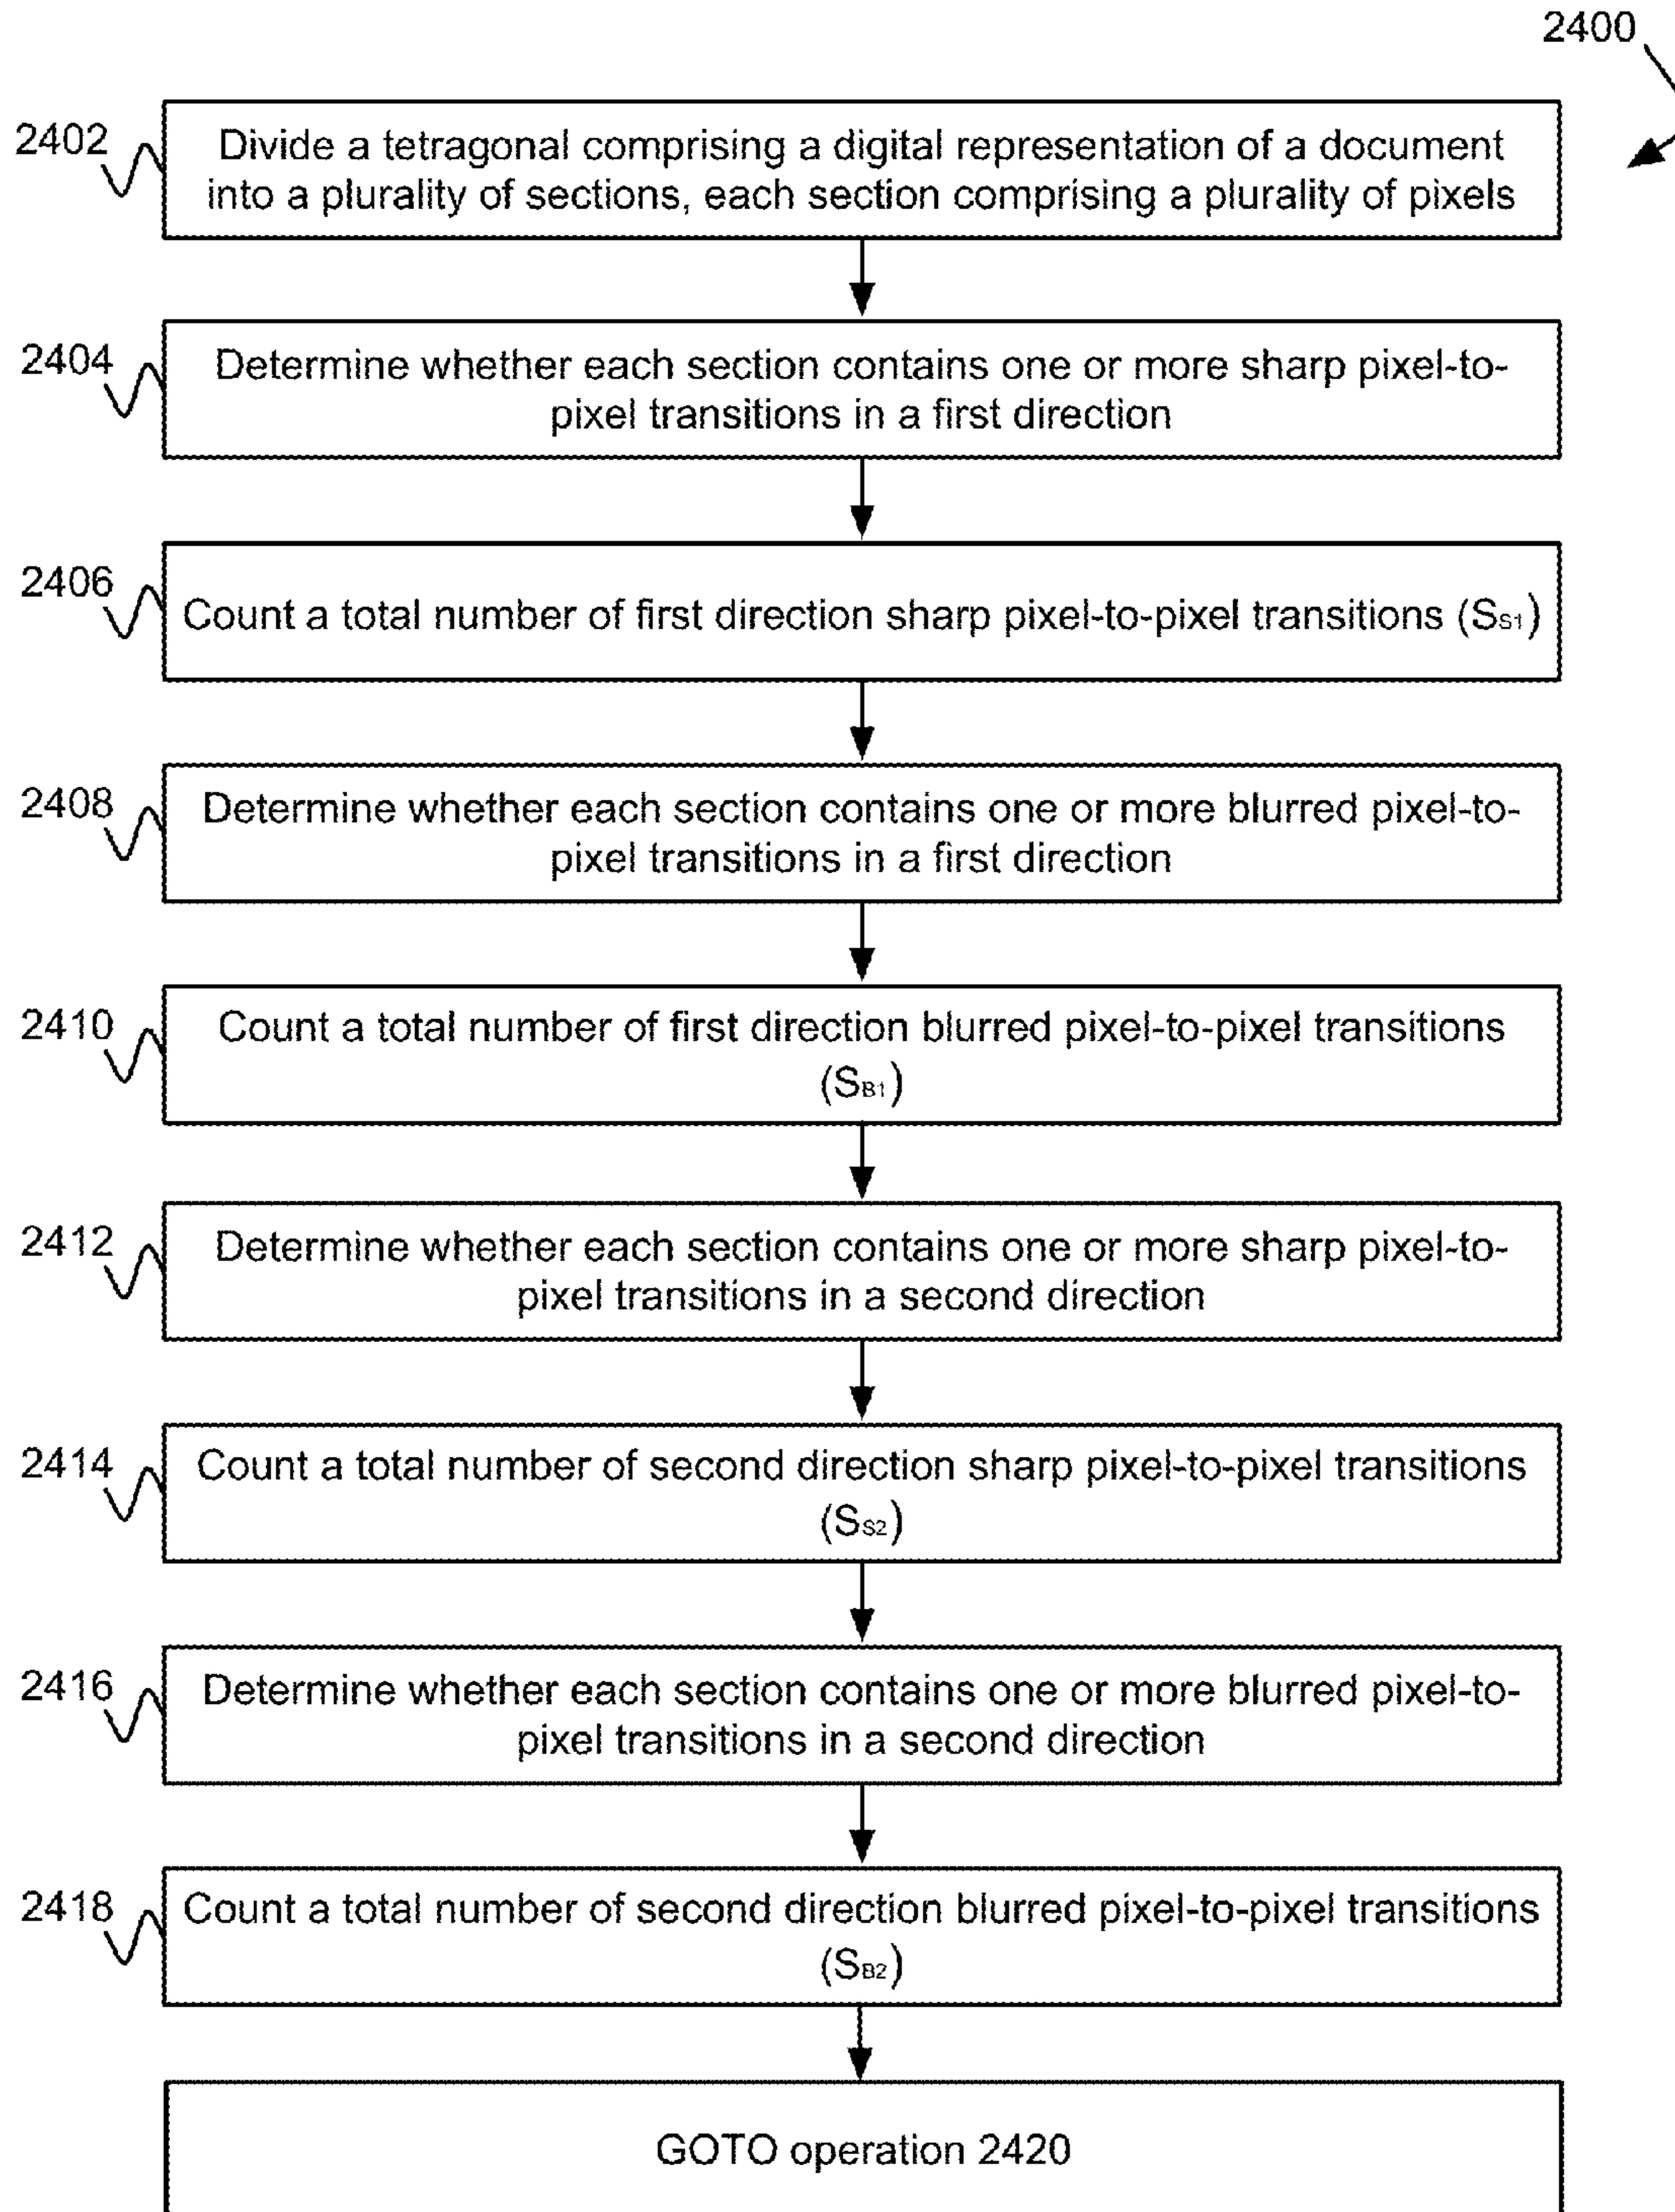 2400
2402
Divide a tetragonal comprising a digital representation of a document
into a plurality of sections, each section comprising a plurality of pixels
2404
Determine whether each section contains one or more sharp pixel-to-
pixel transitions in a first direction
2406
Count a total number of first direction sharp pixel-to-pixel transitions (SS1)
2408
Determine whether each section contains one or more blurred pixel-to-
pixel transitions in a first direction
2410
Count a total number of first direction blurred pixel-to-pixel transitions
(SB1)
2412
Determine whether each section contains one or more sharp pixel-to-
pixel transitions in a second direction
2414
Count a total number of second direction sharp pixel-to-pixel transitions
(SS2)
2416
Determine whether each section contains one or more blurred pixel-to-
pixel transitions in a second direction
2418
Count a total number of second direction blurred pixel-to-pixel transitions
(SB2)
GOTO operation 2420